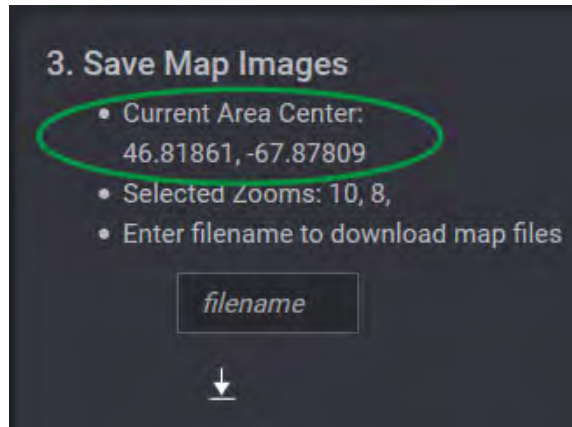 3. Save Map Images
• Current Area Center:
46.81861, -67.87809
• Selected Zooms: 10, 8,
• Enter filename to download map files
filename